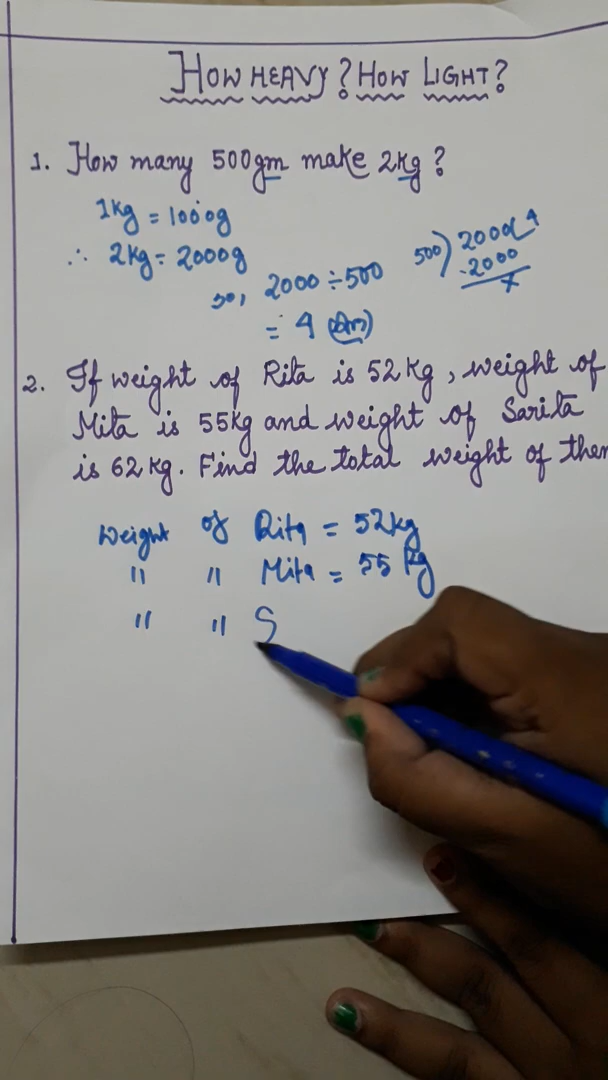 HOW HEAVY? HOW LIGHT?
1. How many 500gm make 2kg?
1kg = 1000g
∴ 2kg = 2000g
so, 2000 ÷ 500
= 4 (Ans)
500) 2000 (4
-2000
x
2. If weight of Rita is 52 kg, weight of
Mita is 55kg and weight of Sarita
is 62 kg. Find the total weight of them
Weight of Rita = 52kg
" " Mita = 55 kg
" " S